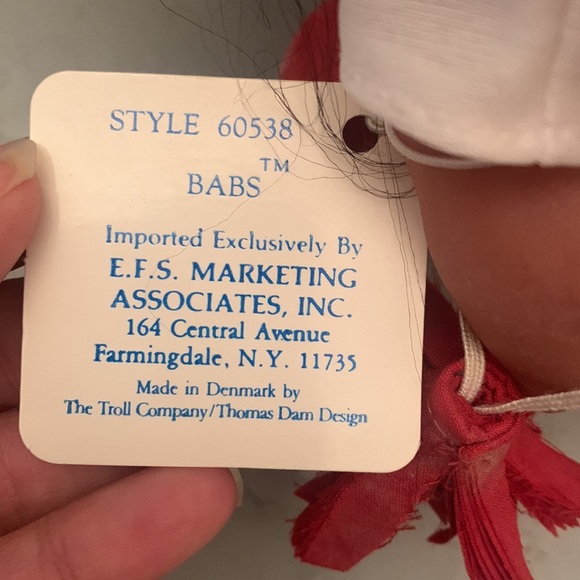 STYLE 60538
BABS™
Imported Exclusively By
E.F.S. MARKETING
ASSOCIATES, INC.
164 Central Avenue
Farmingdale, N.Y. 11735
Made in Denmark by
The Troll Company/Thomas Dam Design